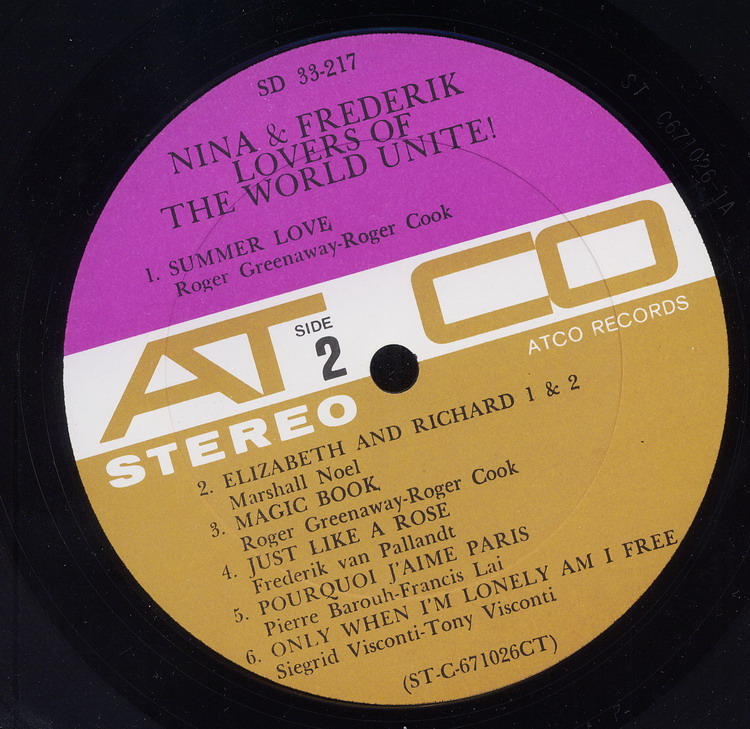 SD 33-217
NINA & FREDERIK
LOVERS OF
THE WORLD UNITE!
1. SUMMER LOVE
Roger Greenaway-Roger Cook
ATCO
SIDE
2
ATCO RECORDS
STEREO
2. ELIZABETH AND RICHARD 1 & 2
Marshall Noel
3. MAGIC BOOK
Roger Greenaway-Roger Cook
4. JUST LIKE A ROSE
Frederik van Pallandt
5. POURQUOI J'AIME PARIS
Pierre Barouh-Francis Lai
6. ONLY WHEN I'M LONELY AM I FREE
Siegrid Visconti-Tony Visconti
(ST-C-671026CT)
ST C671026-1A